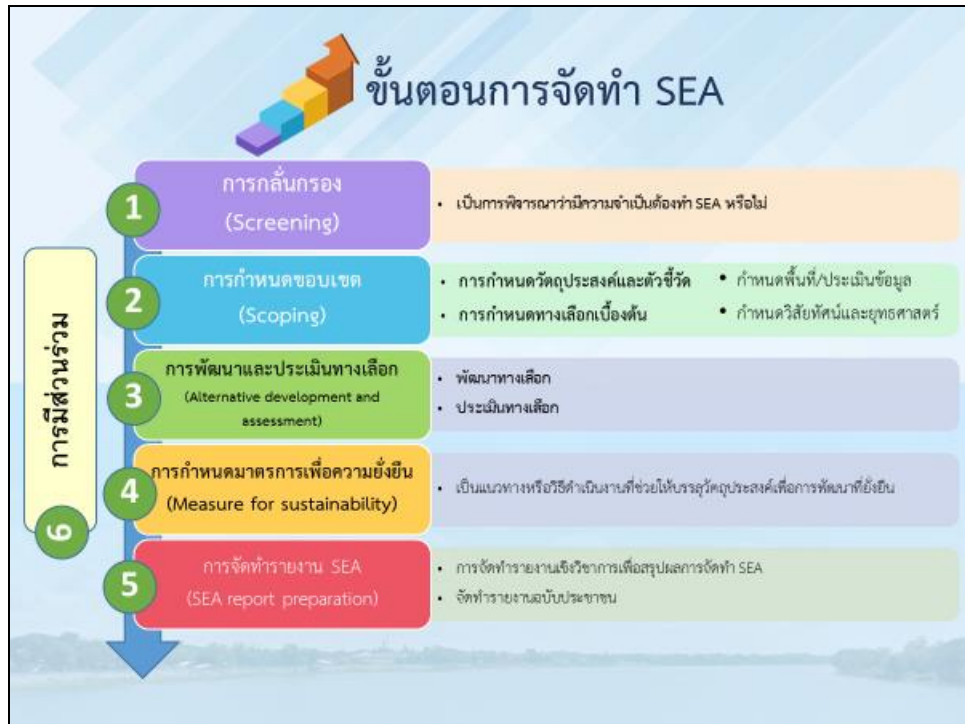 ขั้นตอนการจัดทำ SEA
1
การกลั่นกรอง
(Screening)
• เป็นการพิจารณาว่ามีความจำเป็นต้องทำ SEA หรือไม่
2
การกำหนดขอบเขต
(Scoping)
• การกำหนดวัตถุประสงค์และตัวชี้วัด
• การกำหนดทางเลือกเบื้องต้น
• กำหนดพื้นที่/ประเมินข้อมูล
• กำหนดวิสัยทัศน์และยุทธศาสตร์
3
การพัฒนาและประเมินทางเลือก
(Alternative development and
assessment)
• พัฒนาทางเลือก
• ประเมินทางเลือก
4
การกำหนดมาตรการเพื่อความยั่งยืน
(Measure for sustainability)
• เป็นแนวทางหรือวิธีดำเนินงานที่ช่วยให้บรรลุวัตถุประสงค์เพื่อการพัฒนาที่ยั่งยืน
5
การจัดทำรายงาน SEA
(SEA report preparation)
• การจัดทำรายงานเชิงวิชาการเพื่อสรุปผลการจัดทำ SEA
• จัดทำรายงานฉบับประชาชน
6
การมีส่วนร่วม